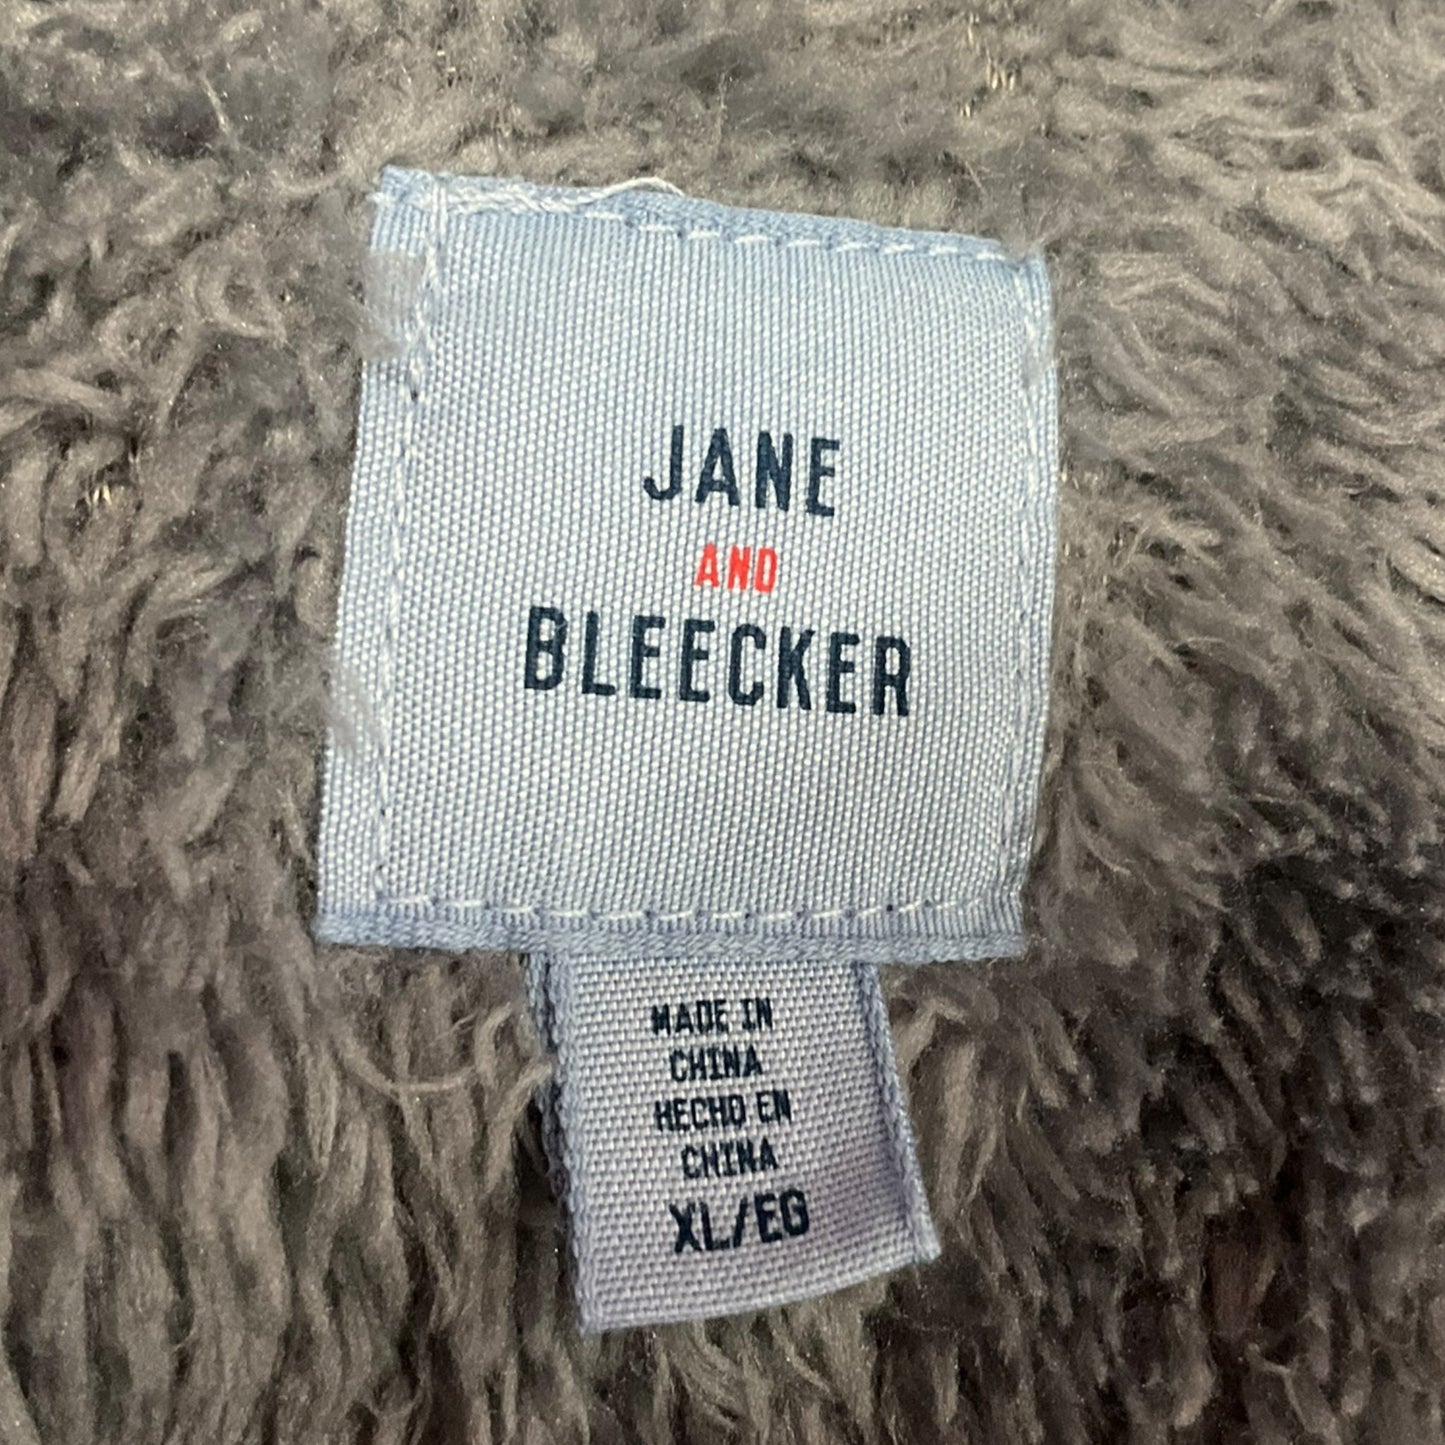 JANE
AND
BLEECKER
MADE IN
CHINA
HECHO EN
CHINA
XL/EG